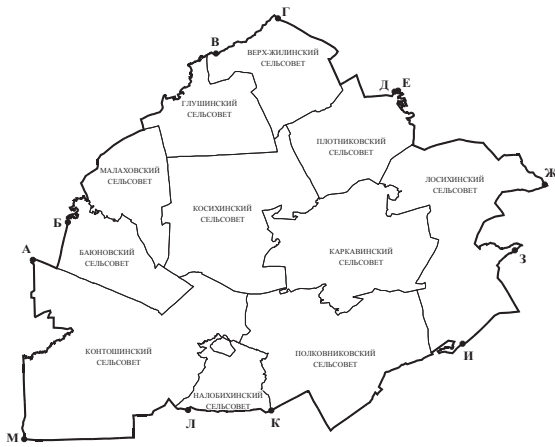 Г
В
ВЕРХ-ЖИЛИНСКИЙ
СЕЛЬСОВЕТ
Д
Е
ГЛУШИНСКИЙ
СЕЛЬСОВЕТ
ПЛОТНИКОВСКИЙ
СЕЛЬСОВЕТ
МАЛАХОВСКИЙ
СЕЛЬСОВЕТ
ЛОСИХИНСКИЙ
СЕЛЬСОВЕТ
Ж
КОСИХИНСКИЙ
СЕЛЬСОВЕТ
Б
А
БАЮНОВСКИЙ
СЕЛЬСОВЕТ
КАРКАВИНСКИЙ
СЕЛЬСОВЕТ
З
И
КОНТОШИНСКИЙ
СЕЛЬСОВЕТ
ПОЛКОВНИКОВСКИЙ
СЕЛЬСОВЕТ
НАЛОБИХИНСКИЙ
СЕЛЬСОВЕТ
Л
К
М